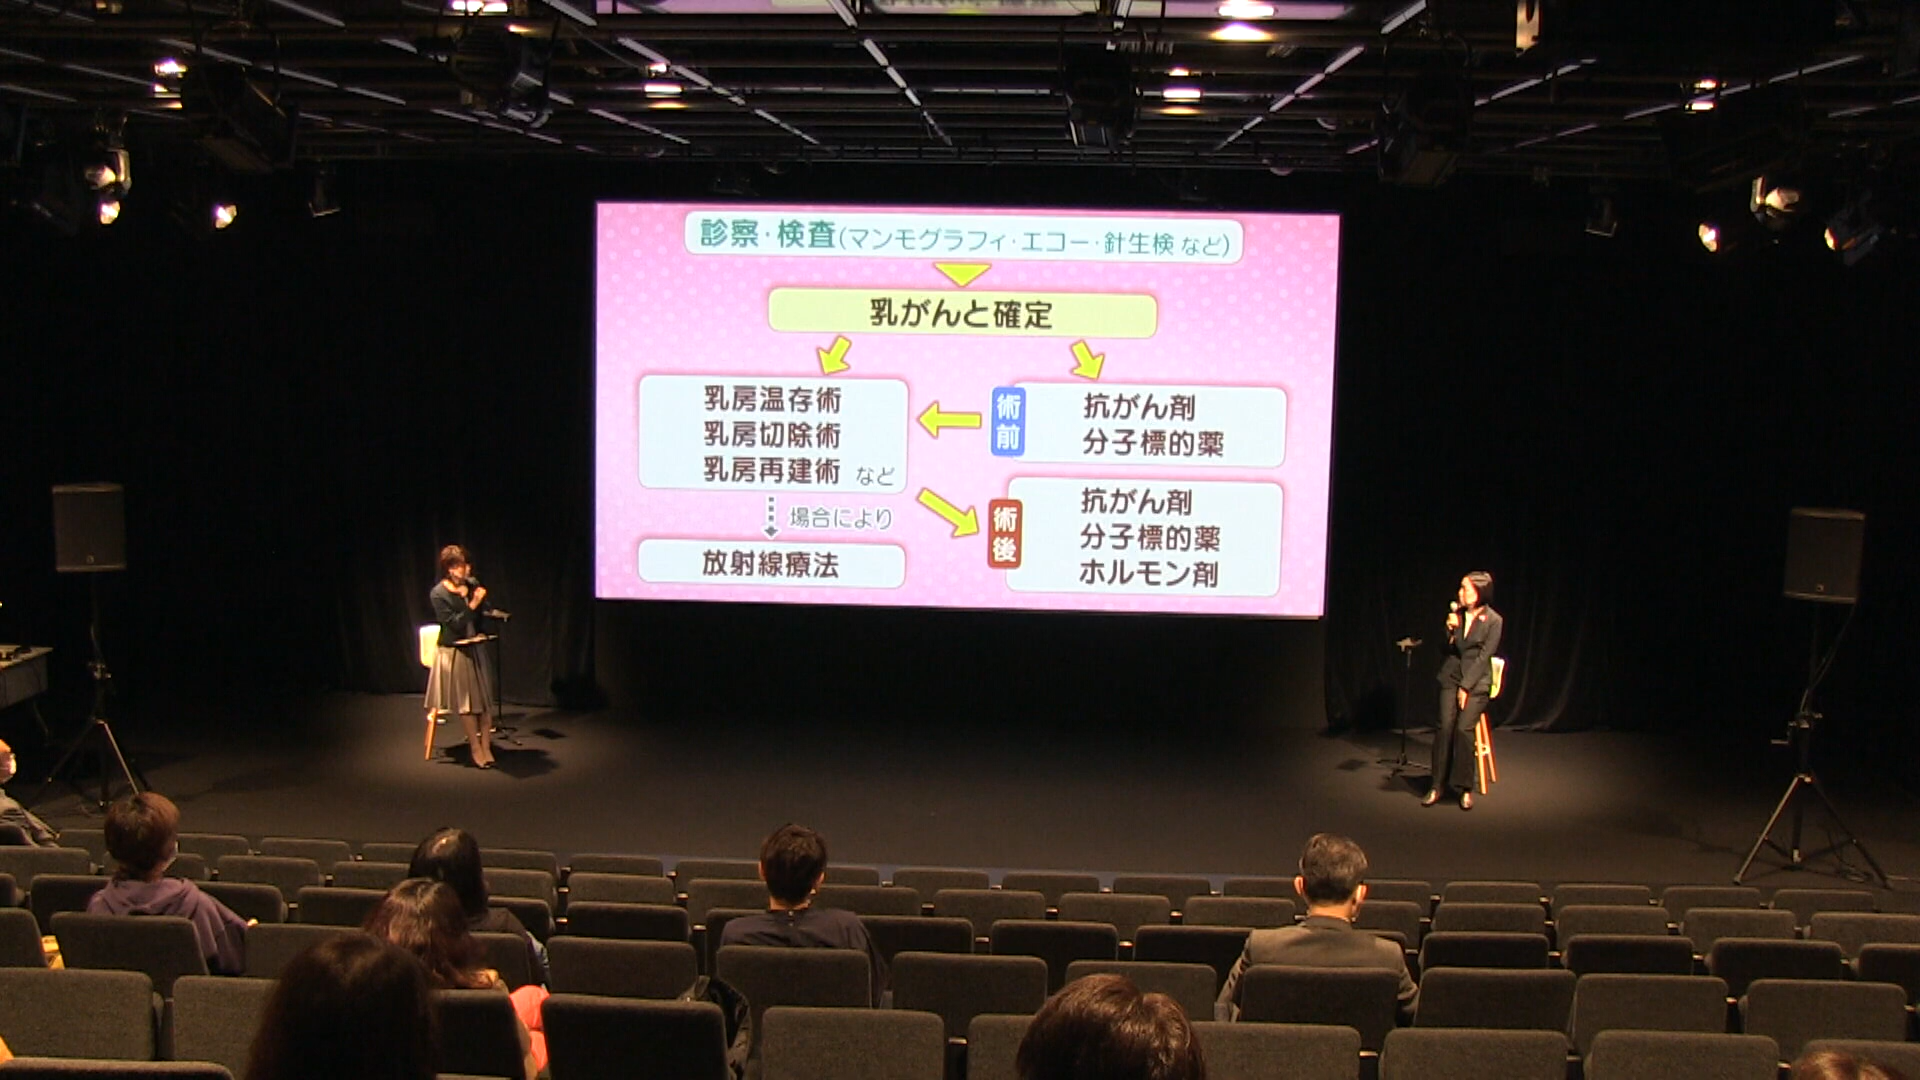 診察・検査(マンモグラフィ・エコー・針生検 など)
乳がんと確定
乳房温存術
乳房切除術
乳房再建術 など
術前
抗がん剤
分子標的薬
場合により
放射線療法
術後
抗がん剤
分子標的薬
ホルモン剤